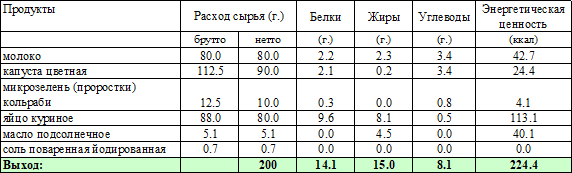 Продукты Расход сырья (г.) Белки Жиры Углеводы Энергетическая ценность
брутто нетто (г.) (г.) (г.) (ккал)
молоко 80.0 80.0 2.2 2.3 3.4 42.7
капуста цветная 112.5 90.0 2.1 0.2 3.4 24.4
микрозелень (проростки)
кольраби 12.5 10.0 0.3 0.0 0.8 4.1
яйцо куриное 88.0 80.0 9.6 8.1 0.5 113.1
масло подсолнечное 5.1 5.1 0.0 4.5 0.0 40.1
соль поваренная йодированная 0.7 0.7 0.0 0.0 0.0 0.0
Выход: 200 14.1 15.0 8.1 224.4